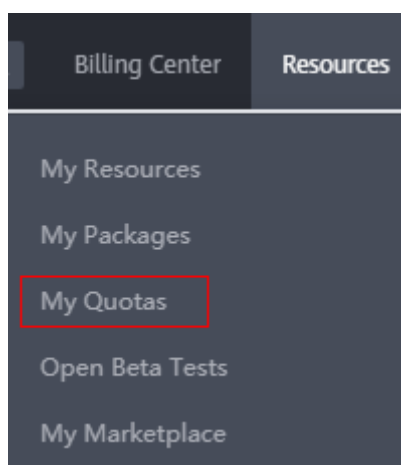 Billing Center Resources
My Resources
My Packages
My Quotas
Open Beta Tests
My Marketplace